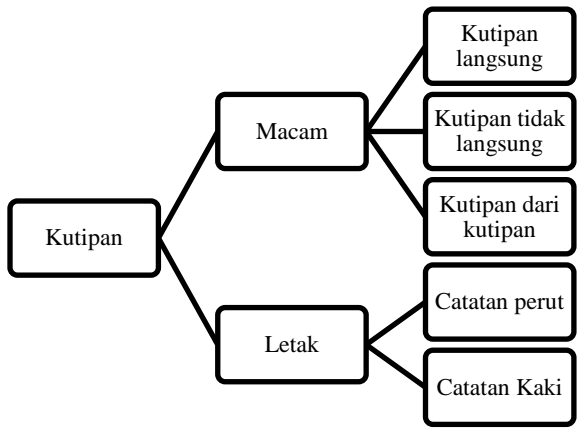 Kutipan
Macam
Kutipan
langsung
Kutipan tidak
langsung
Kutipan dari
kutipan
Letak
Catatan perut
Catatan Kaki